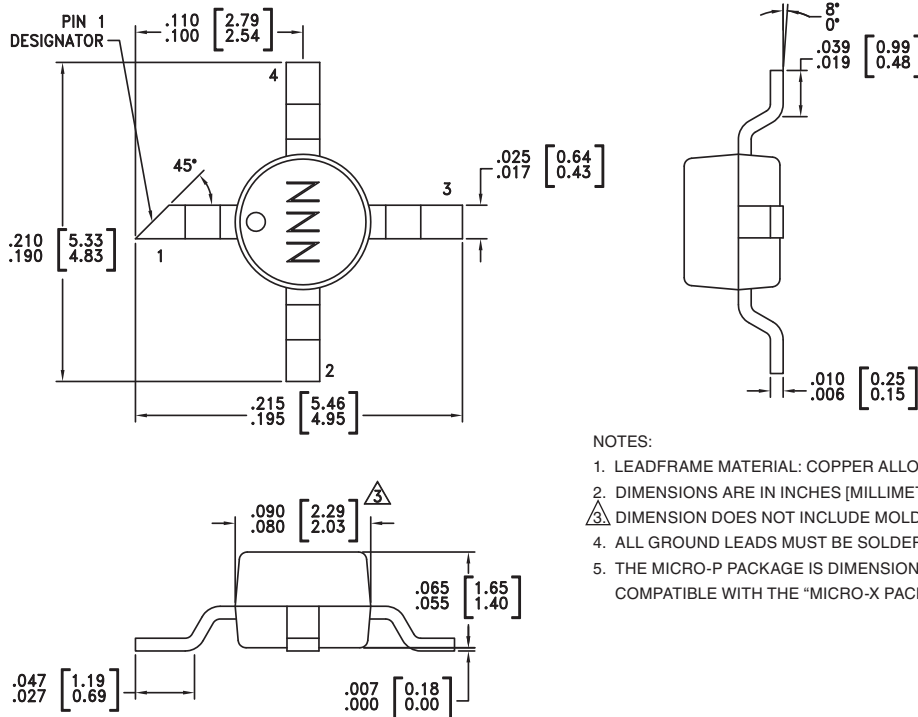 PIN 1
DESIGNATOR
.110 [2.79
.100 2.54]
4
45°
NNN
3
1
2
.025 [0.64
.017 0.43]
.210 [5.33
.190 4.83]
.215 [5.46
.195 4.95]
8°
0°
.039 [0.99
.019 0.48
.010 [0.25
.006 0.15]
.090 [2.29
.080 2.03]
3
.065 [1.65
.055 1.40]
.047 [1.19
.027 0.69]
.007 [0.18
.000 0.00]
NOTES:
1. LEADFRAME MATERIAL: COPPER ALLO
2. DIMENSIONS ARE IN INCHES [MILLIMET
3. DIMENSION DOES NOT INCLUDE MOLD
4. ALL GROUND LEADS MUST BE SOLDER
5. THE MICRO-P PACKAGE IS DIMENSION
COMPATIBLE WITH THE “MICRO-X PAC